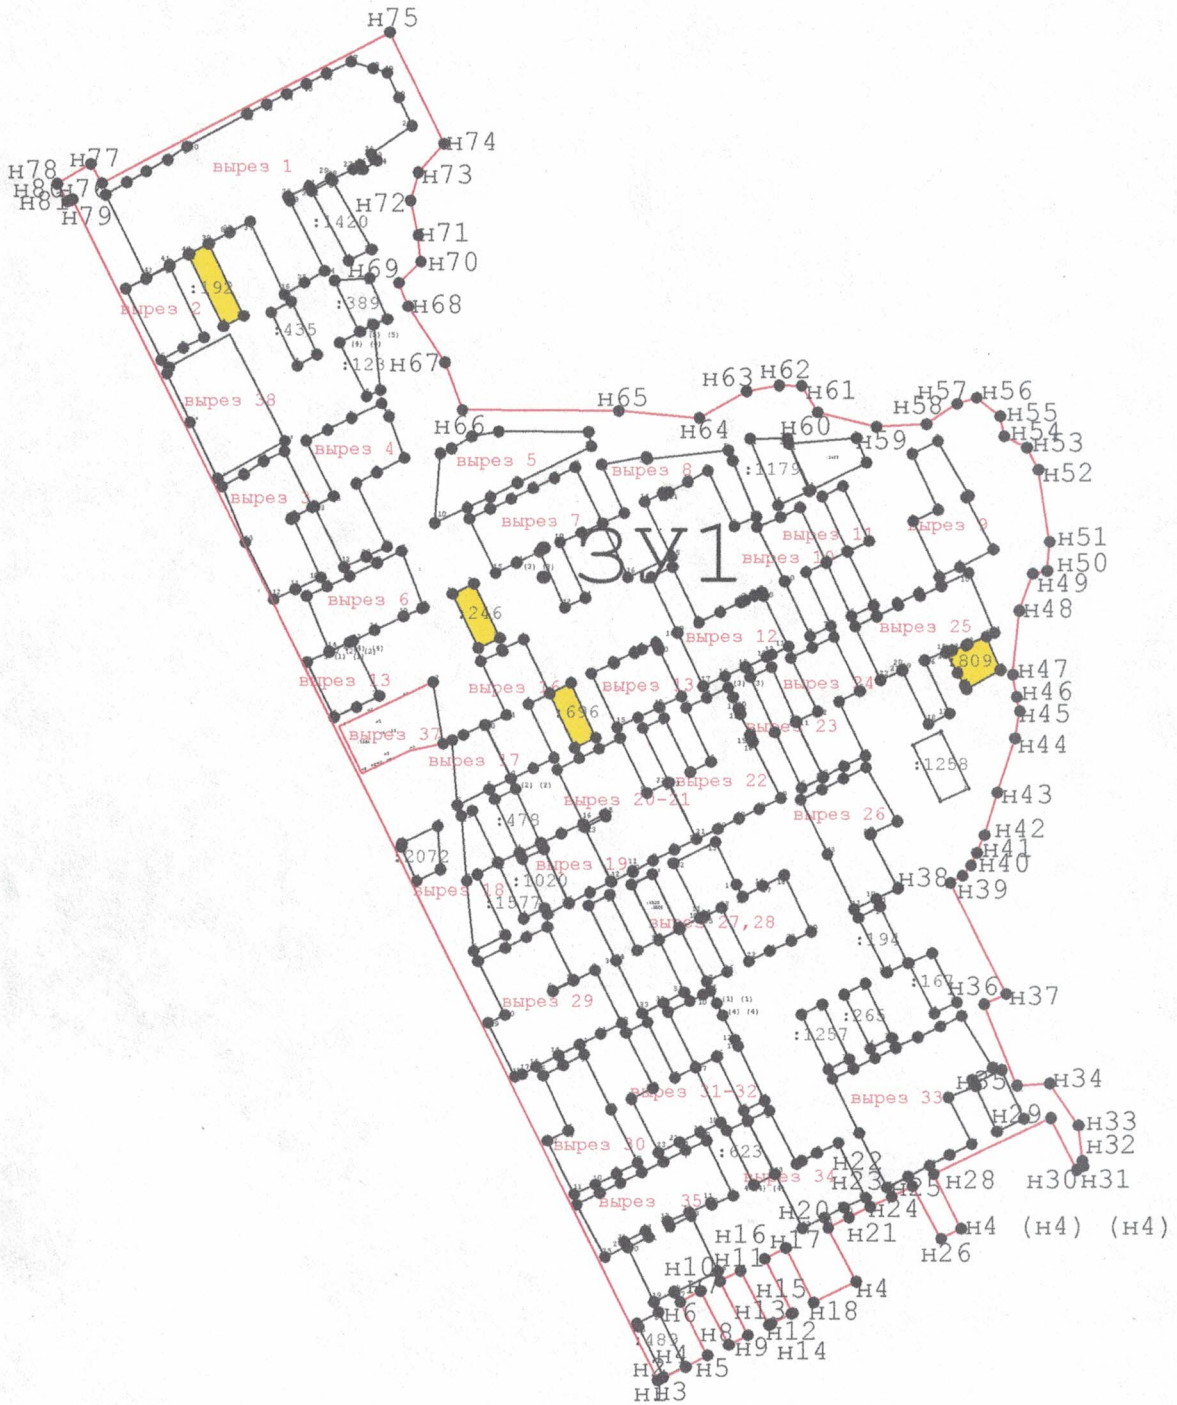 н75
н74
н77
вырез 1
н78
н73
н80
н81
н79
н72
:1420
н71
н70
н69
:192
:389
вырез 2
н68
:435
н67
н62
н63
н61
н56
н57
н65
н58
н55
вырез 38
н66
н64
н60
н59
н54
н53
вырез 4
вырез 5
вырез 8
:1179
н52
вырез 7
вырез 11
вырез 9
н51
ЗУ1
вырез 10
н50
н49
вырез 6
:246
н48
вырез 12
вырез 25
:809
н47
вырез 13
вырез 16
вырез 13
вырез 24
н46
:696
н45
вырез 37
вырез 23
н44
вырез 17
:1258
вырез 22
н43
вырез 20-21
вырез 26
:478
н42
н41
:2072
вырез 19
н40
:1020
н38
н39
вырез 18
:1577
вырез 27,28
:194
:167
н36
н37
вырез 29
(1) (1)
(4) (4)
:265
:1257
н35
н34
вырез 31-32
вырез 33
н29
н33
вырез 30
:623
н22
н32
н30
н31
н23
н25
н28
вырез 34
н24
вырез 35
н20
н21
н4 (н4) (н4)
н26
н16
н17
н11
н10
н15
н4
н6
н13
н18
:489
н8
н12
н9
н14
н4
н5
н3